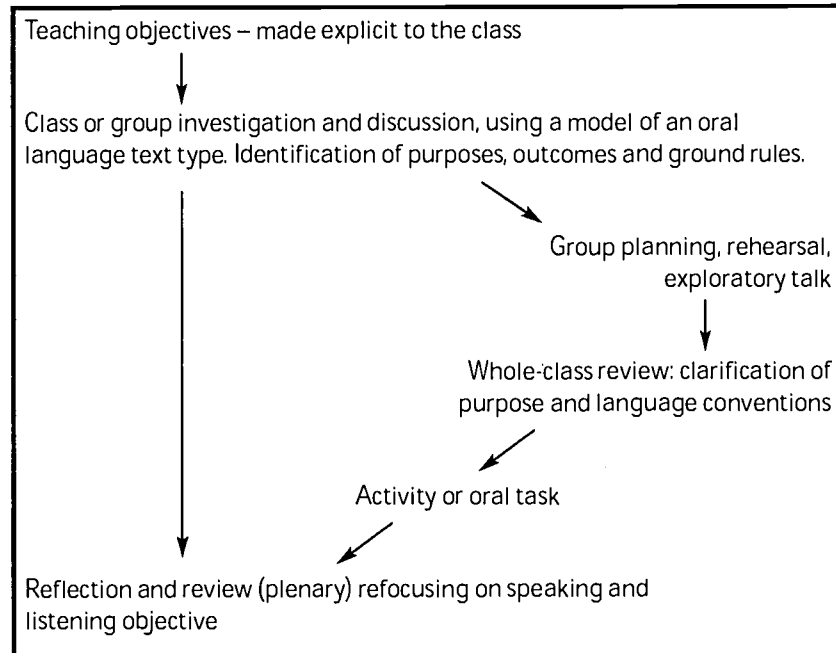 Teaching objectives – made explicit to the class
Class or group investigation and discussion, using a model of an oral
language text type. Identification of purposes, outcomes and ground rules.
Group planning, rehearsal,
exploratory talk
Whole-class review: clarification of
purpose and language conventions
Activity or oral task
Reflection and review (plenary) refocusing on speaking and
listening objective